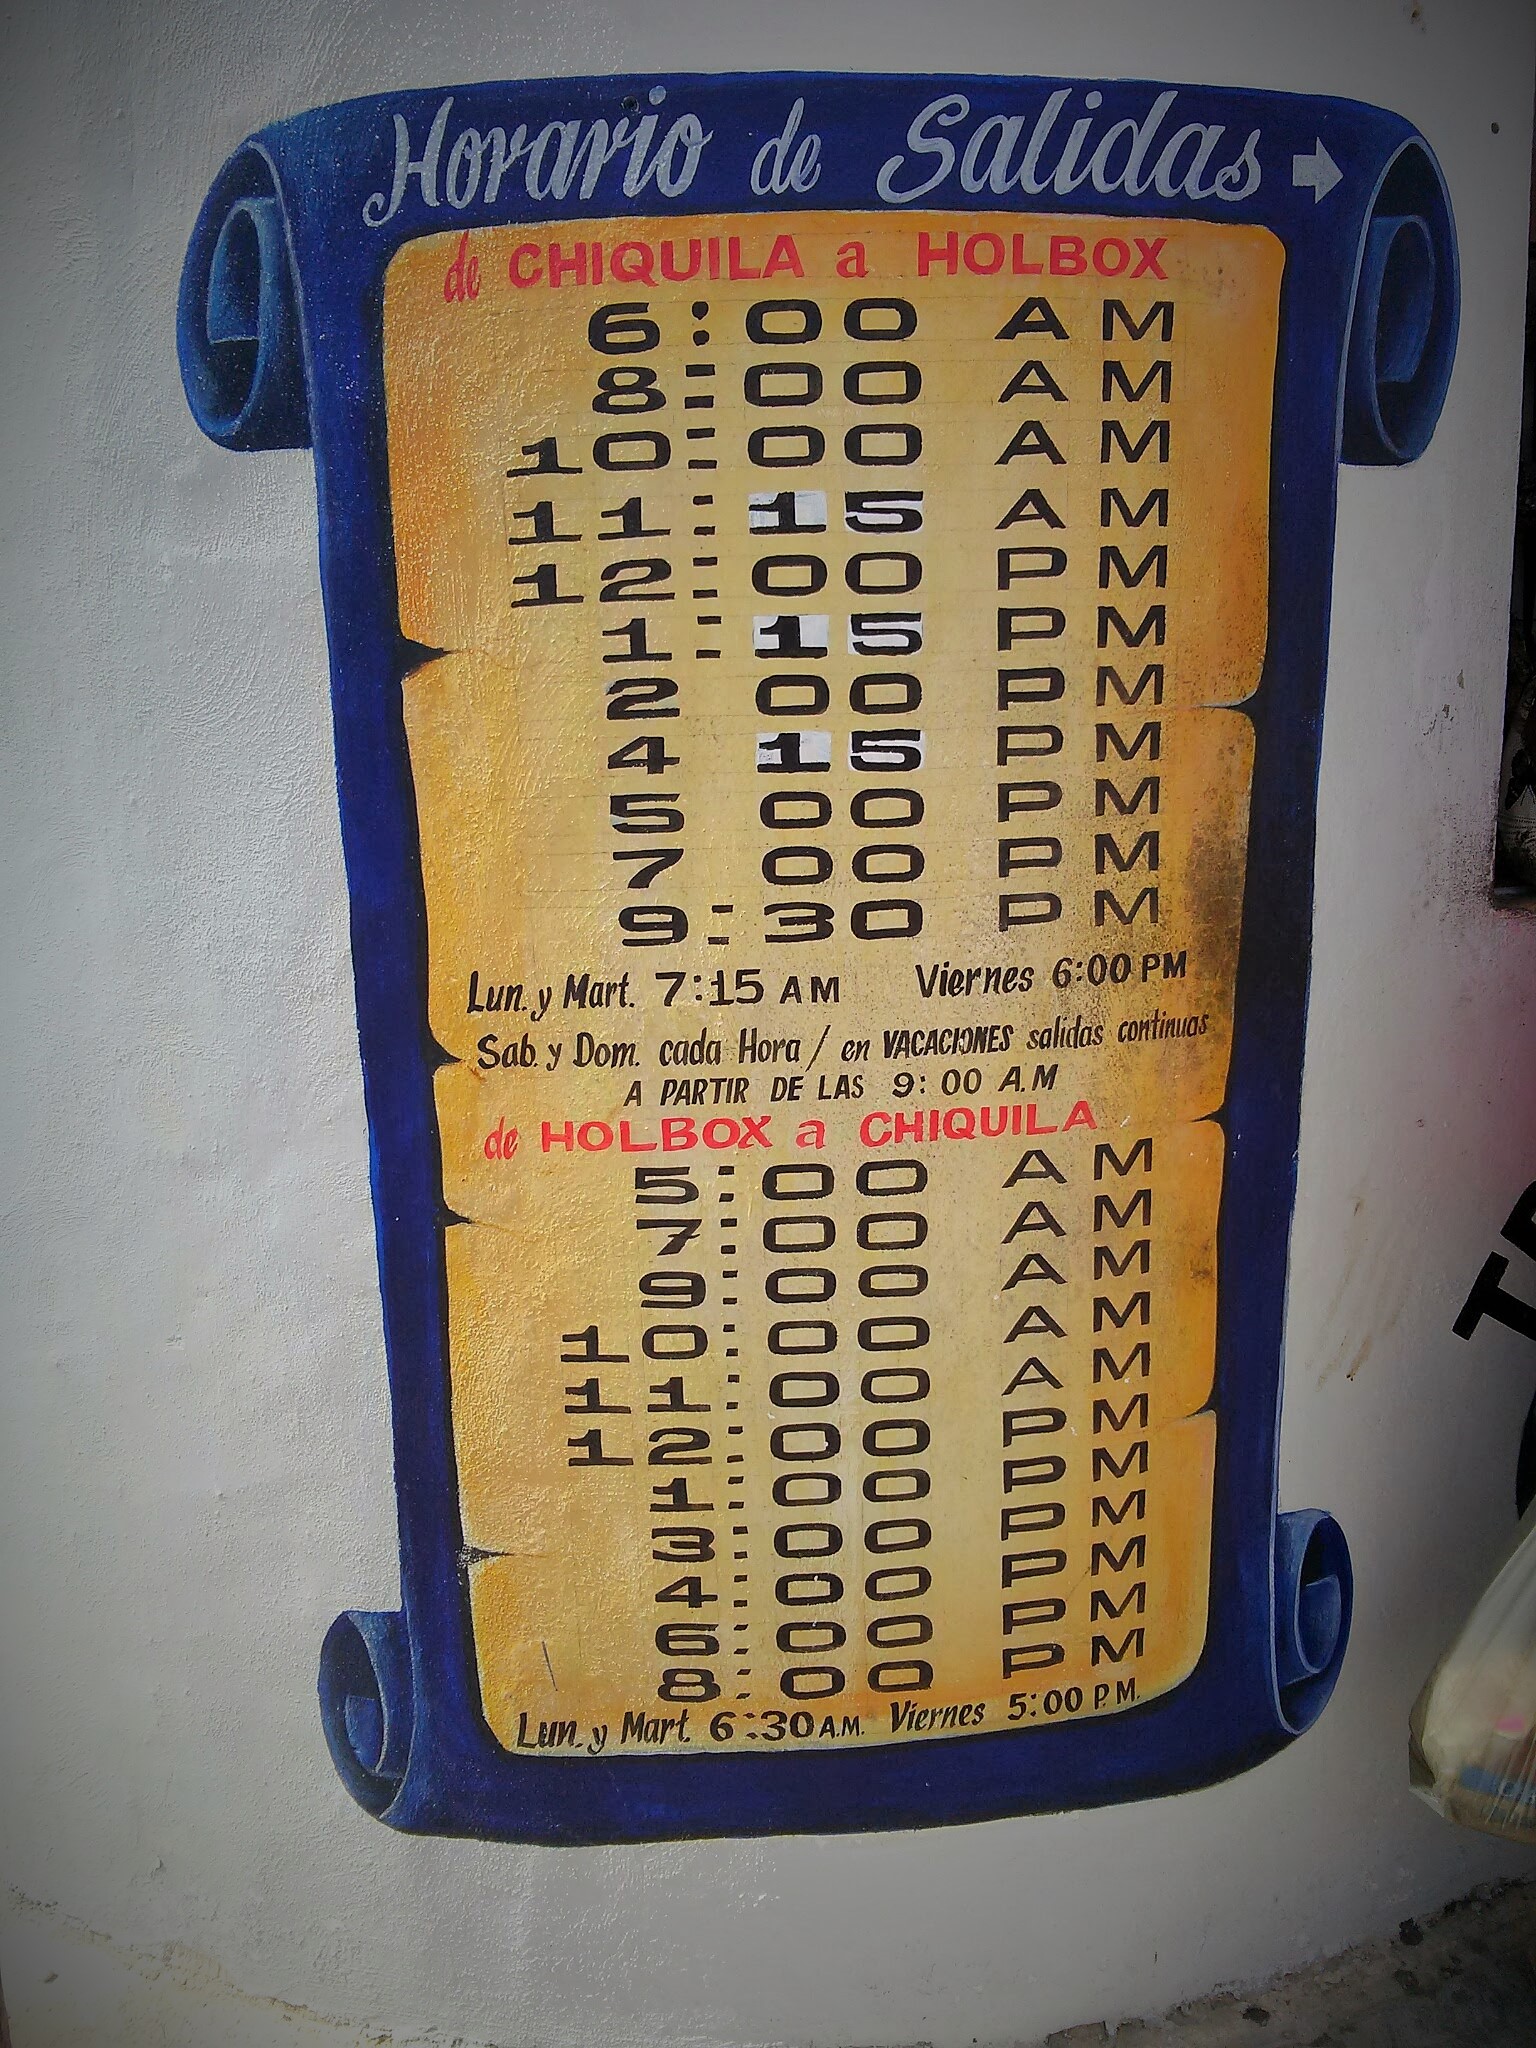 Horario de Salidas
de CHIQUILA a HOLBOX
6:00 AM
8:00 AM
10:00 AM
11:15 AM
12:00 PM
1:15 PM
2 00 PM
4 15 PM
5 00 PM
7 00 PM
9:30 PM
Lun. y Mart. 7:15 AM Viernes 6:00 PM
Sab. y Dom. cada Hora / en VACACIONES salidas continuas
A PARTIR DE LAS 9:00 A.M
de HOLBOX a CHIQUILA
5:00 AM
7:00 AM
9:00 AM
10:00 AM
11:00 AM
12:00 PM
1:00 PM
3:00 PM
4:00 PM
6:00 PM
8:00 PM
Lun. y Mart. 6:30 A.M. Viernes 5:00 P.M.